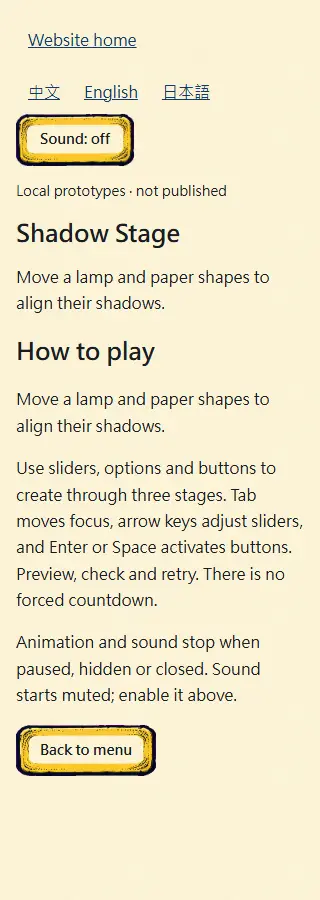 Website home
中文 English 日本語
Sound: off
Local prototypes · not published
Shadow Stage
Move a lamp and paper shapes to
align their shadows.
How to play
Move a lamp and paper shapes to
align their shadows.
Use sliders, options and buttons to
create through three stages. Tab
moves focus, arrow keys adjust sliders,
and Enter or Space activates buttons.
Preview, check and retry. There is no
forced countdown.
Animation and sound stop when
paused, hidden or closed. Sound
starts muted; enable it above.
Back to menu